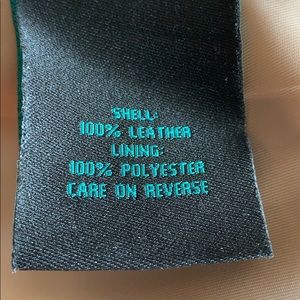 SHELL:
100% LEATHER
LINING:
100% POLYESTER
CARE ON REVERSE